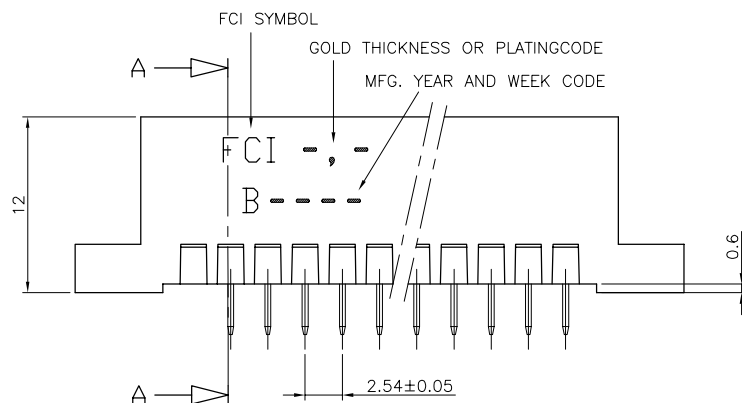 FCI SYMBOL
GOLD THICKNESS OR PLATINGCODE
A
MFG. YEAR AND WEEK CODE
FCI — , —
B — — — —
12
0.6
2.54±0.05
A